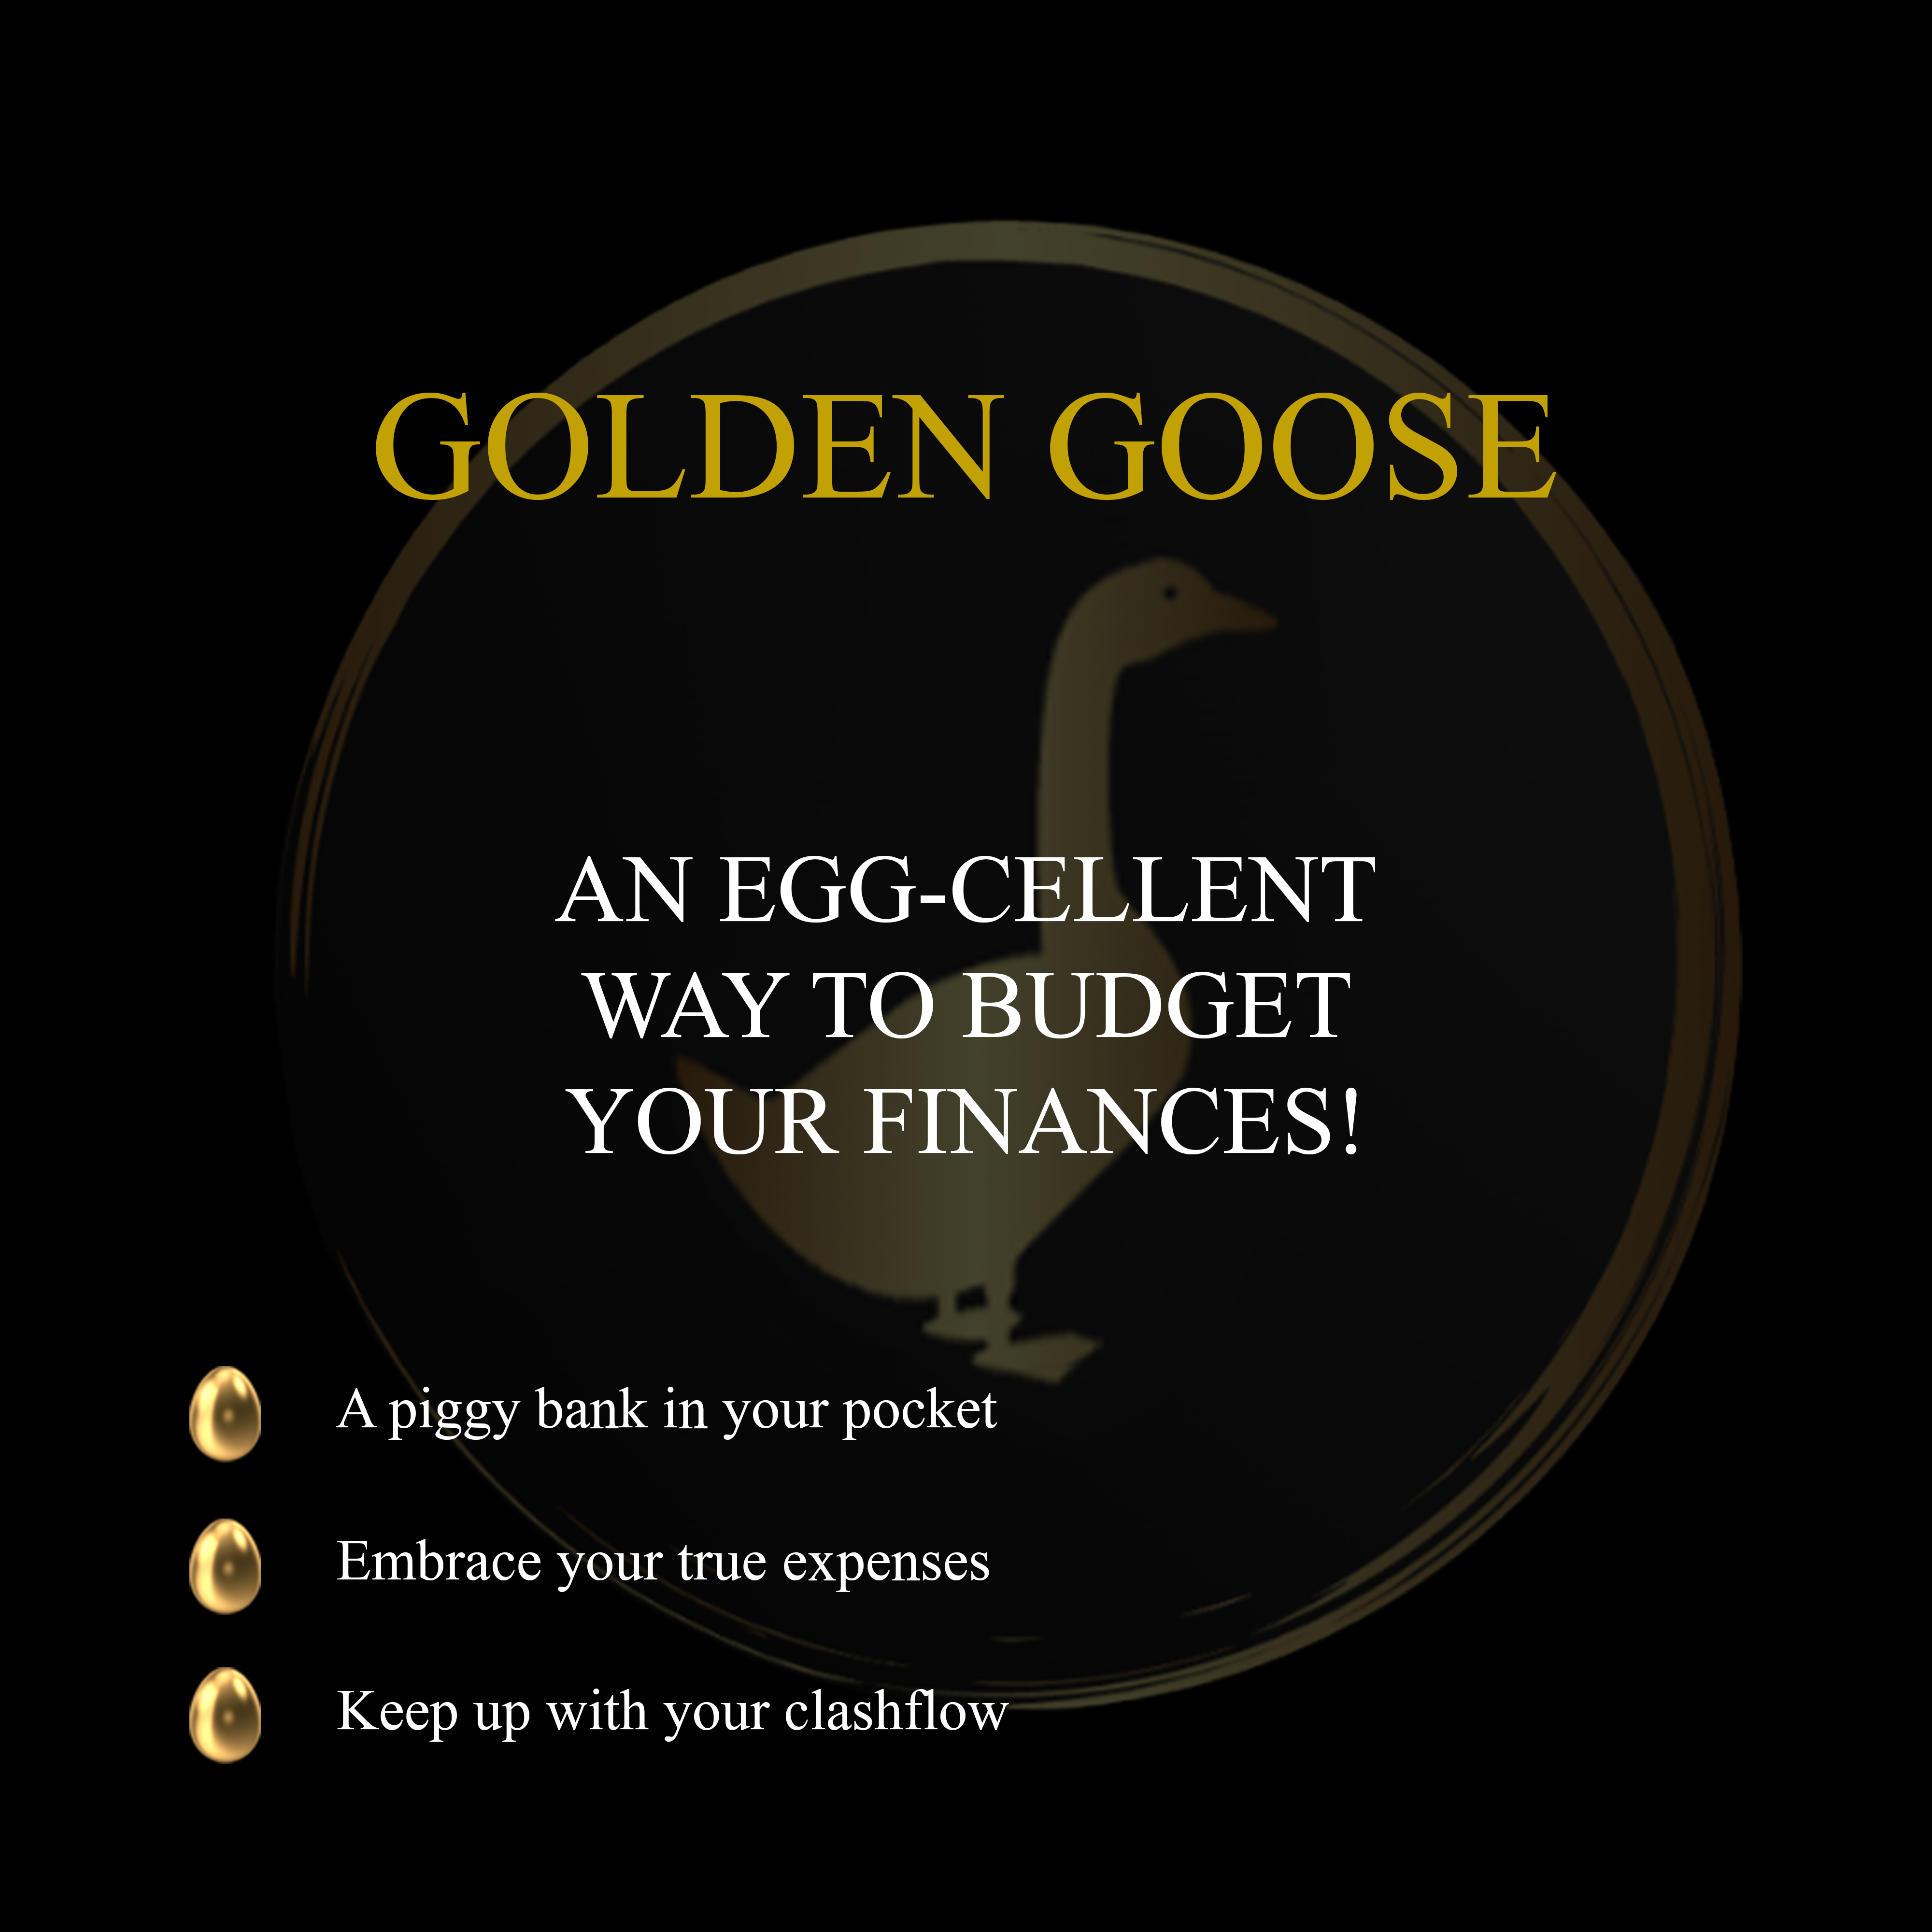 GOLDEN GOOSE
AN EGG-CELLENT
WAY TO BUDGET
YOUR FINANCES!
A piggy bank in your pocket
Embrace your true expenses
Keep up with your clashflow